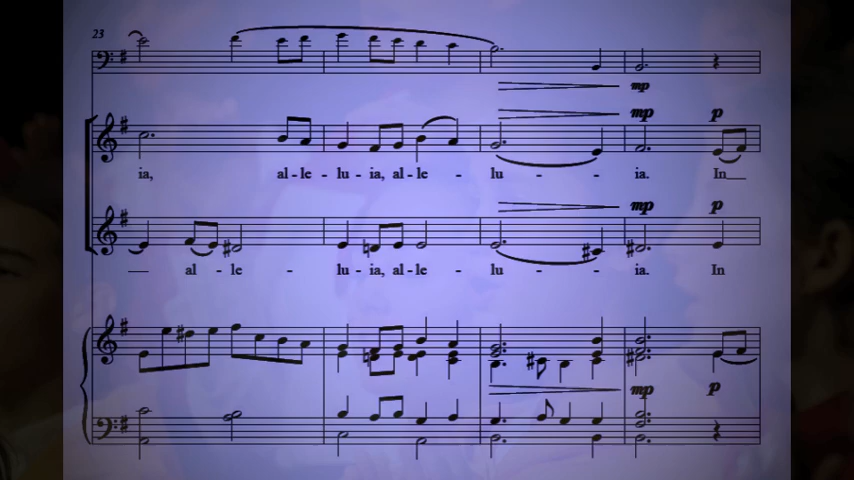 23
mp
mp p
ia, al - le - lu - ia, al - le - lu - - - ia. In
mp p
al - le - lu - ia, al - le - lu - - - ia. In
mp p